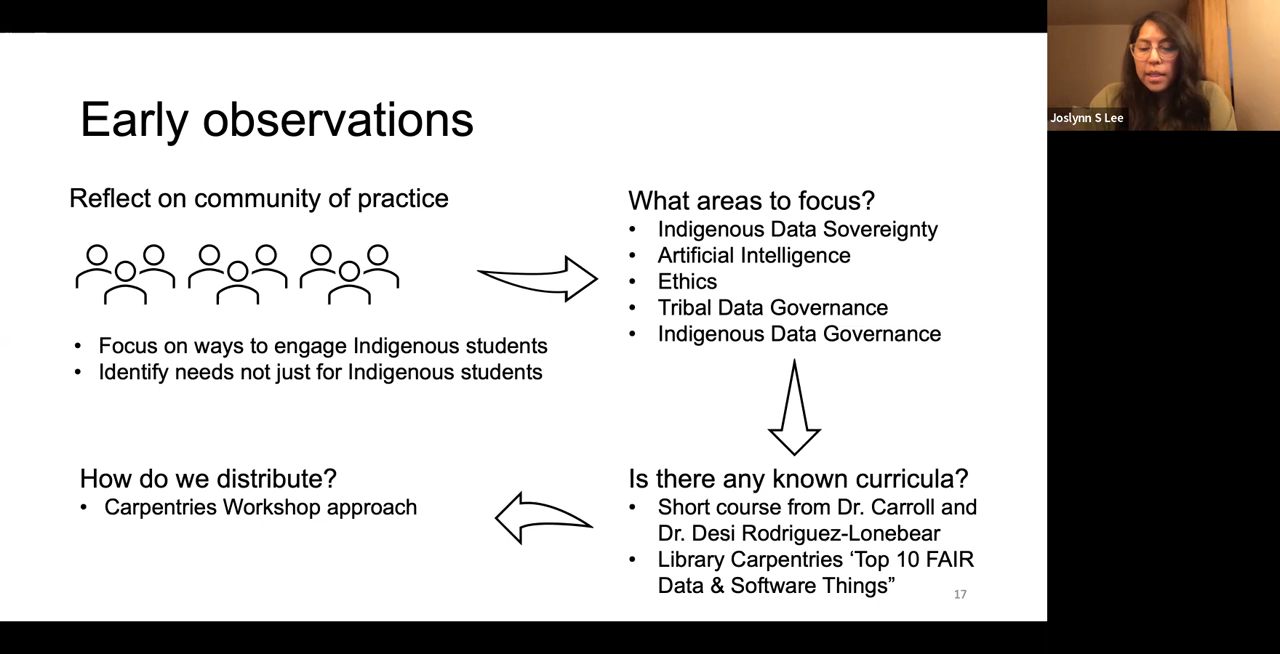 Early observations
Reflect on community of practice
• Focus on ways to engage Indigenous students
• Identify needs not just for Indigenous students
What areas to focus?
• Indigenous Data Sovereignty
• Artificial Intelligence
• Ethics
• Tribal Data Governance
• Indigenous Data Governance
Is there any known curricula?
• Short course from Dr. Carroll and
Dr. Desi Rodriguez-Lonebear
• Library Carpentries ‘Top 10 FAIR
Data & Software Things”
How do we distribute?
• Carpentries Workshop approach
17
Joslynn S Lee